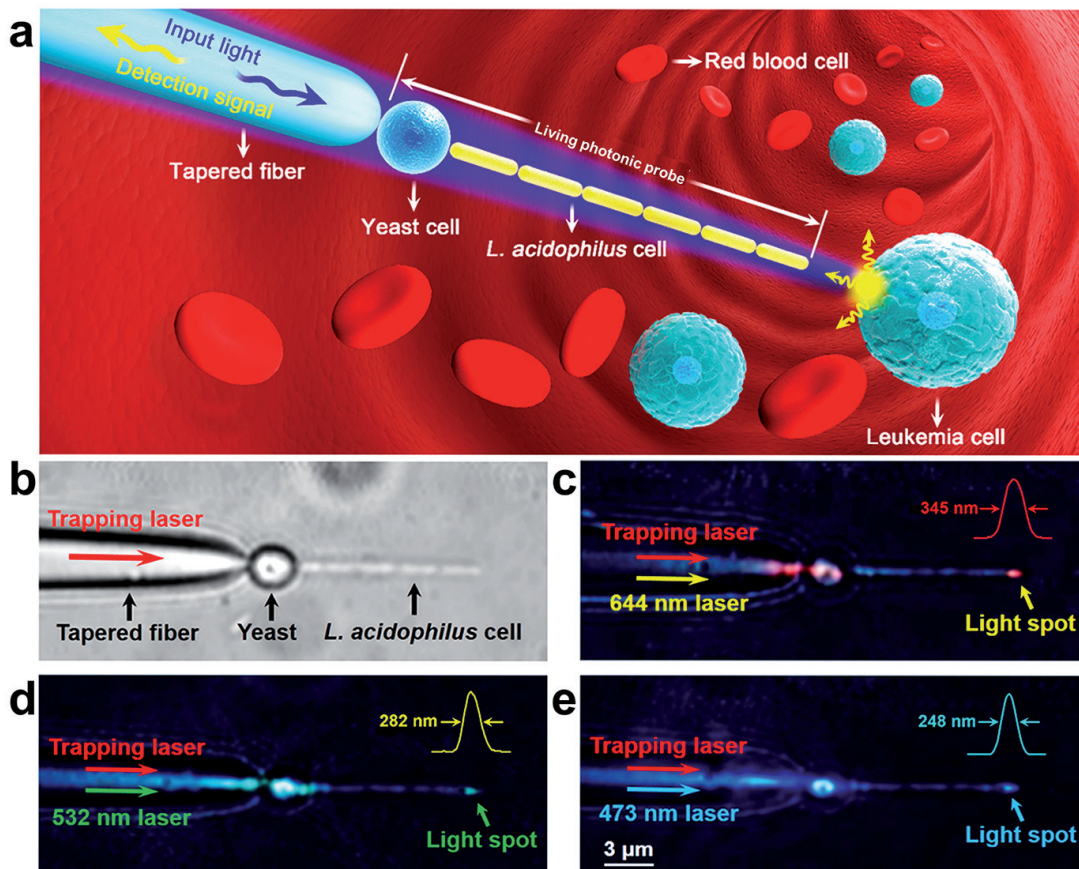 a
Input light
Detection signal
Tapered fiber
Yeast cell
Living photonic probe
L. acidophilus cell
Red blood cell
Leukemia cell
b
Trapping laser
Tapered fiber
Yeast
L. acidophilus cell
c
Trapping laser
644 nm laser
345 nm
Light spot
d
Trapping laser
532 nm laser
282 nm
Light spot
e
Trapping laser
473 nm laser
248 nm
Light spot
3 µm